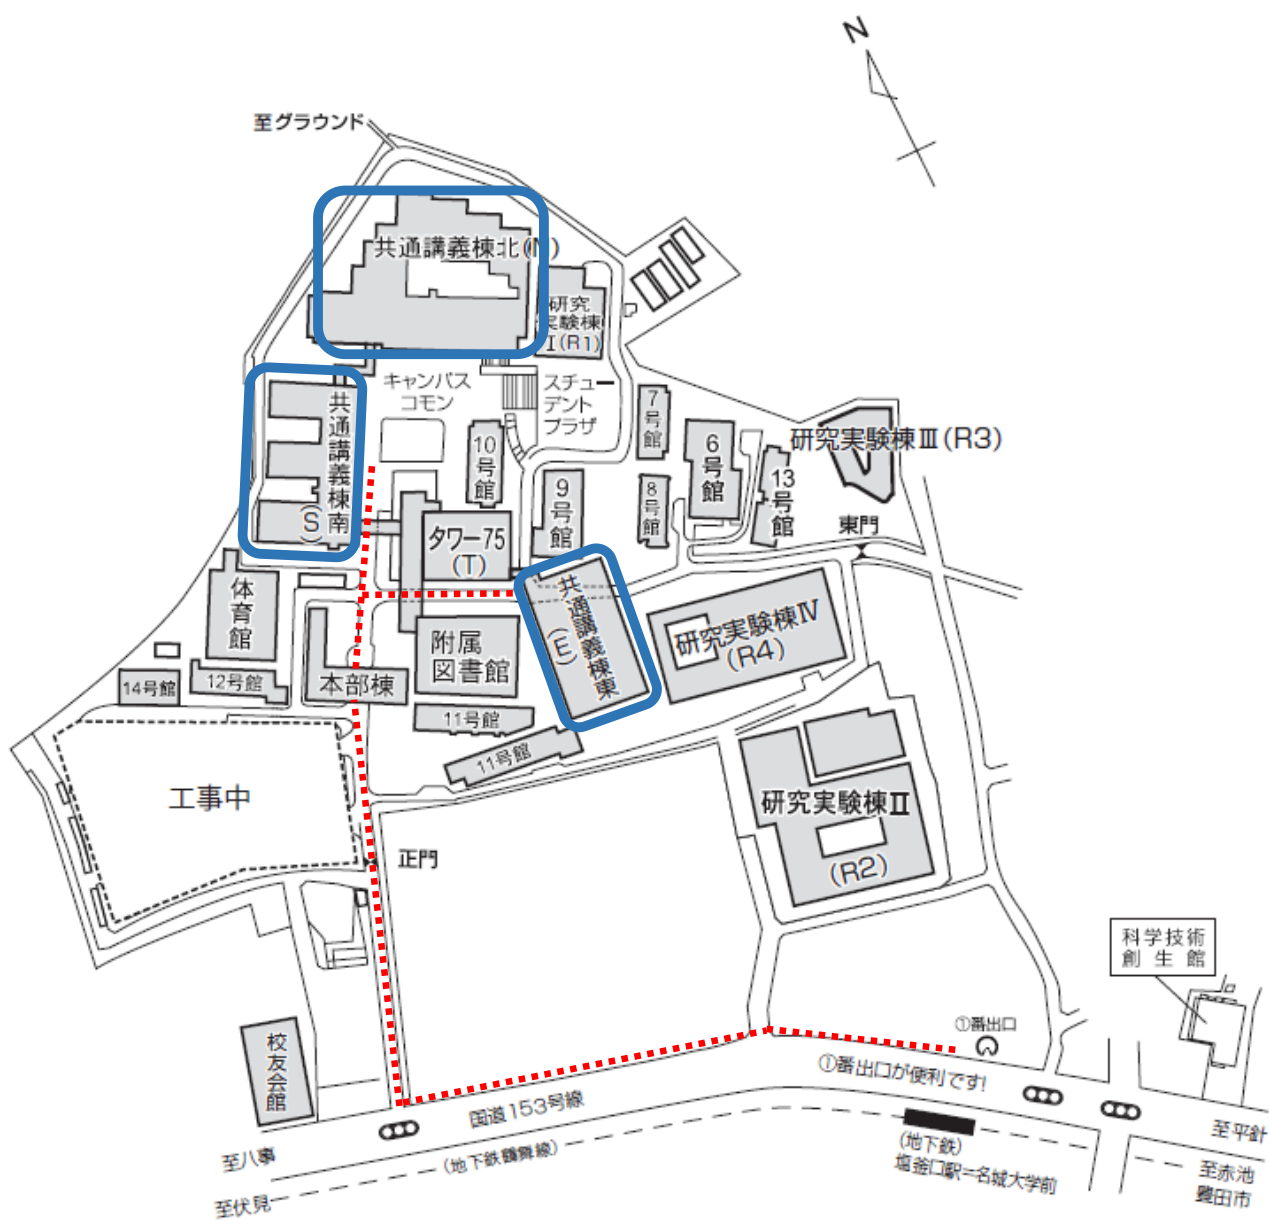 N
至グラウンド
共通講義棟北(N)
研究
実験棟
I(R1)
キャンパス
コモン
スチュー
デント
プラザ
共通講義棟南
(S)
10号館
7号館
6号館
研究実験棟Ⅲ(R3)
13号館
9号館
8号館
東門
タワー75
(T)
体育館
共通講義棟東
(E)
研究実験棟Ⅳ
(R4)
附属
図書館
14号館
12号館
本部棟
11号館
11号館
工事中
研究実験棟Ⅱ
(R2)
正門
科学技術
創生館
①番出口
校友会館
①番出口が便利です!
国道153号線
至八事
(地下鉄鶴舞線)
至伏見
(地下鉄)
塩釜口駅=名城大学前
至平針
至赤池
豊田市